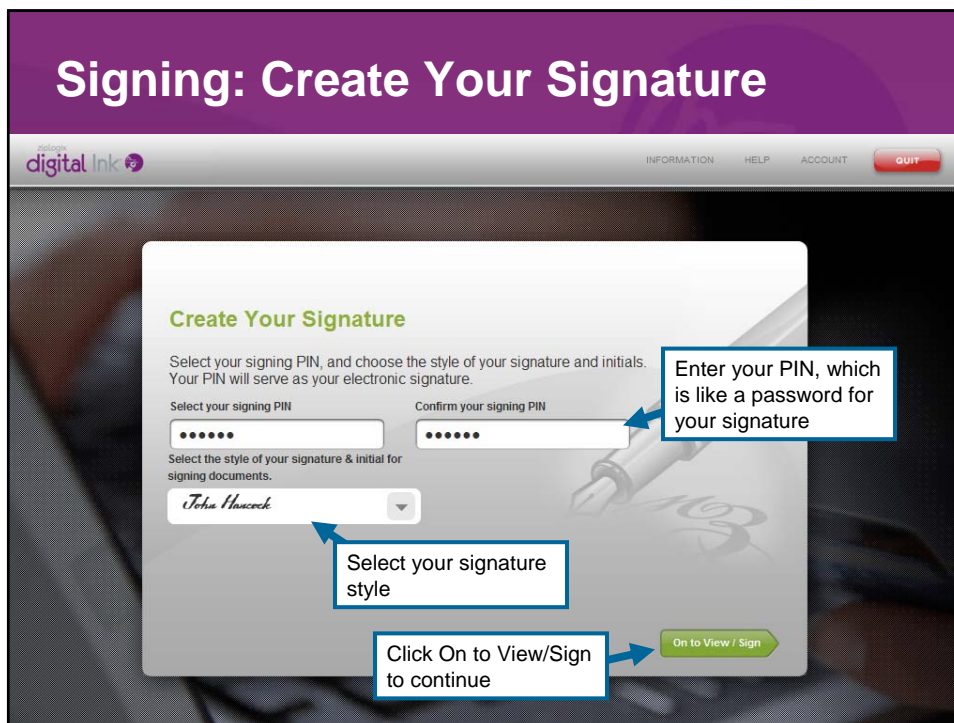 Signing: Create Your Signature
ziplogix
digital Ink
INFORMATION HELP ACCOUNT QUIT
Create Your Signature
Select your signing PIN, and choose the style of your signature and initials.
Your PIN will serve as your electronic signature.
Select your signing PIN Confirm your signing PIN
•••••• ••••••
Enter your PIN, which
is like a password for
your signature
Select the style of your signature & initial for
signing documents.
John Hancock
Select your signature
style
Click On to View/Sign
to continue
On to View / Sign